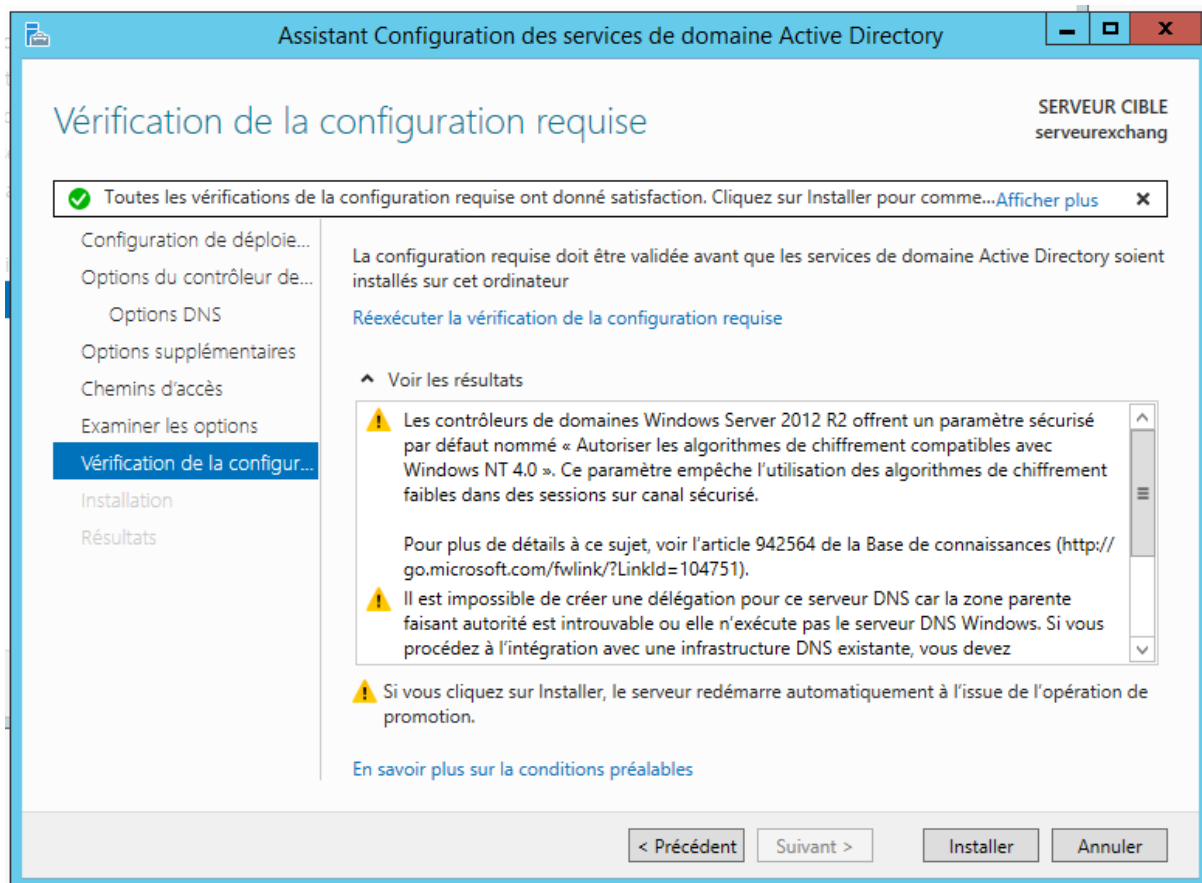 Assistant Configuration des services de domaine Active Directory
Vérification de la configuration requise
SERVEUR CIBLE
serveurexchang
Toutes les vérifications de la configuration requise ont donné satisfaction. Cliquez sur Installer pour comme...Afficher plus
Configuration de déploie...
Options du contrôleur de...
Options DNS
Options supplémentaires
Chemins d'accès
Examiner les options
Vérification de la configur...
Installation
Résultats
La configuration requise doit être validée avant que les services de domaine Active Directory soient
installés sur cet ordinateur
Réexécuter la vérification de la configuration requise
Voir les résultats
Les contrôleurs de domaines Windows Server 2012 R2 offrent un paramètre sécurisé
par défaut nommé « Autoriser les algorithmes de chiffrement compatibles avec
Windows NT 4.0 ». Ce paramètre empêche l'utilisation des algorithmes de chiffrement
faibles dans des sessions sur canal sécurisé.
Pour plus de détails à ce sujet, voir l'article 942564 de la Base de connaissances (http://
go.microsoft.com/fwlink/?LinkId=104751).
Il est impossible de créer une délégation pour ce serveur DNS car la zone parente
faisant autorité est introuvable ou elle n'exécute pas le serveur DNS Windows. Si vous
procédez à l'intégration avec une infrastructure DNS existante, vous devez
Si vous cliquez sur Installer, le serveur redémarre automatiquement à l'issue de l'opération de
promotion.
En savoir plus sur la conditions préalables
< Précédent
Suivant >
Installer
Annuler